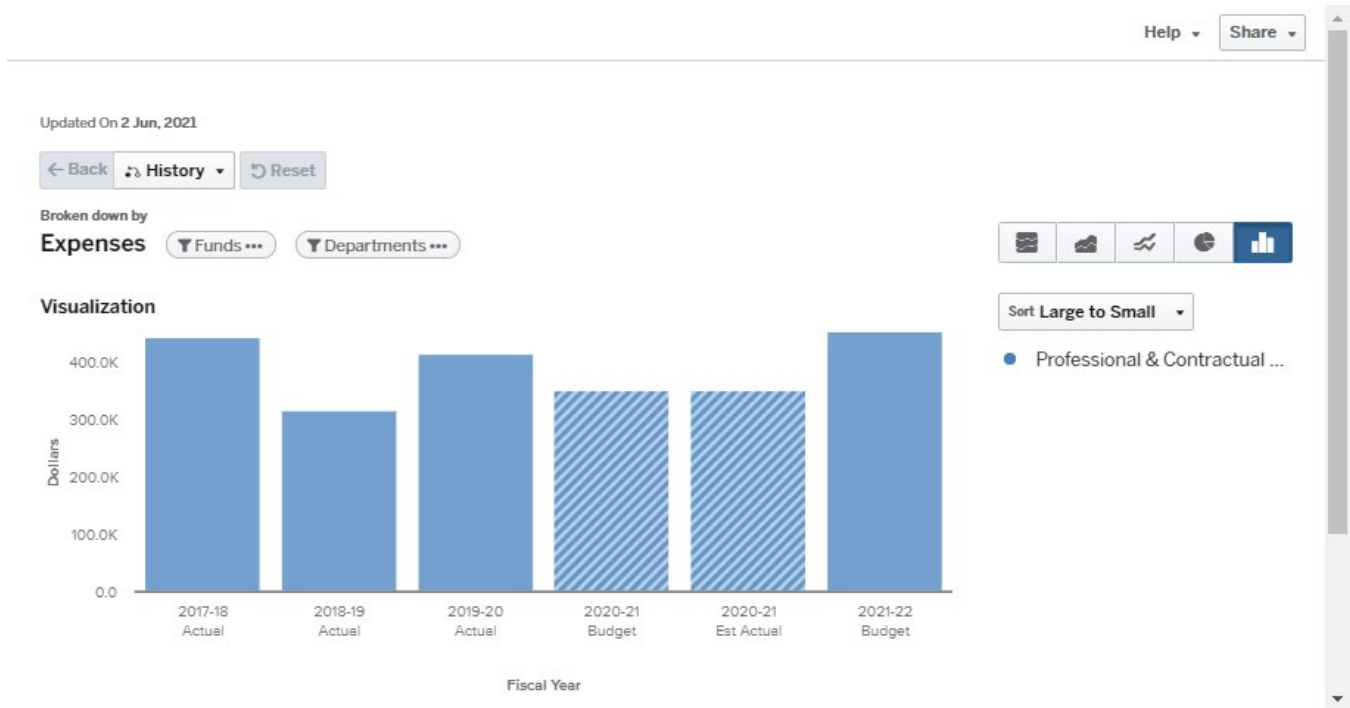 Help
Share
Updated On 2 Jun, 2021
Back
History
Reset
Broken down by
Expenses
Funds •••
Departments •••
Visualization
Sort Large to Small
Professional & Contractual ...
Dollars
400.0K
300.0K
200.0K
100.0K
0.0
2017-18
Actual
2018-19
Actual
2019-20
Actual
2020-21
Budget
2020-21
Est Actual
2021-22
Budget
Fiscal Year